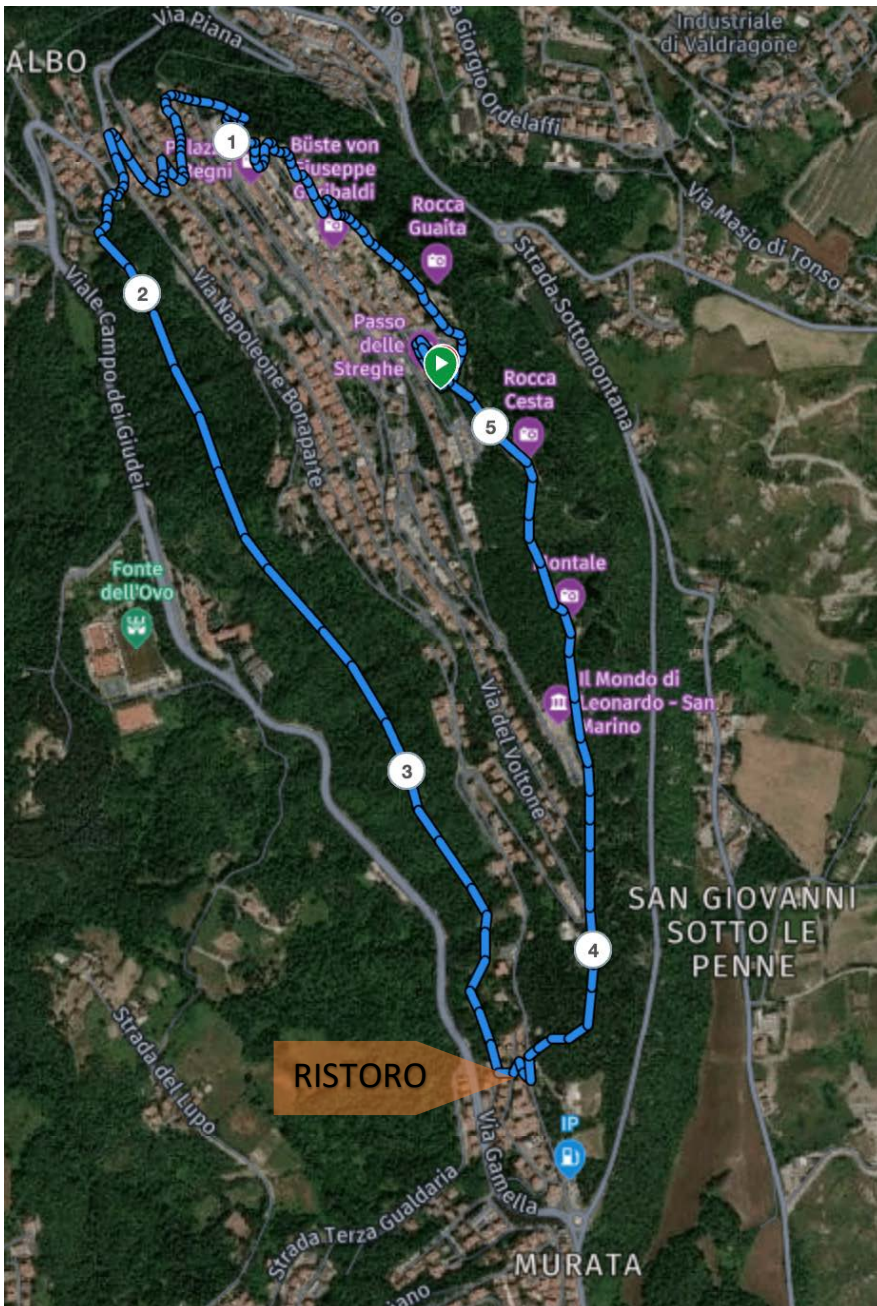 Via Piana
Via Giorgio Ordelaffi
Industriale
di Valdragone
ALBO
1
Büste von
Giuseppe
Garibaldi
Rocca
Guaita
Via Masio di Tonso
Strada Sottomontana
2
Viale Campo dei Giudei
Via Napoleone Bonaparte
Passo
delle
Streghe
Rocca
Cesta
5
Fonte
dell'Ovo
ontale
Il Mondo di
Leonardo - San
Marino
Via del Voltone
3
SAN GIOVANNI
SOTTO LE
PENNE
4
Strada del Lupo
RISTORO
IP
Via Gamella
Strada Terza Gualdaria
MURATA